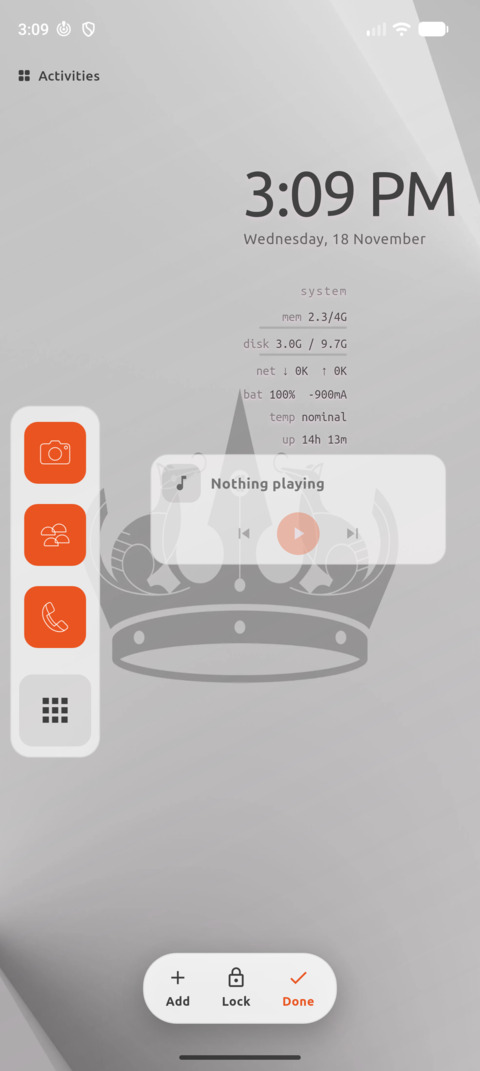 3:09
Activities
3:09 PM
Wednesday, 18 November
system
mem 2.3/4G
disk 3.0G / 9.7G
net ↓ 0K ↑ 0K
bat 100% -900mA
temp nominal
up 14h 13m
Nothing playing
Add Lock Done